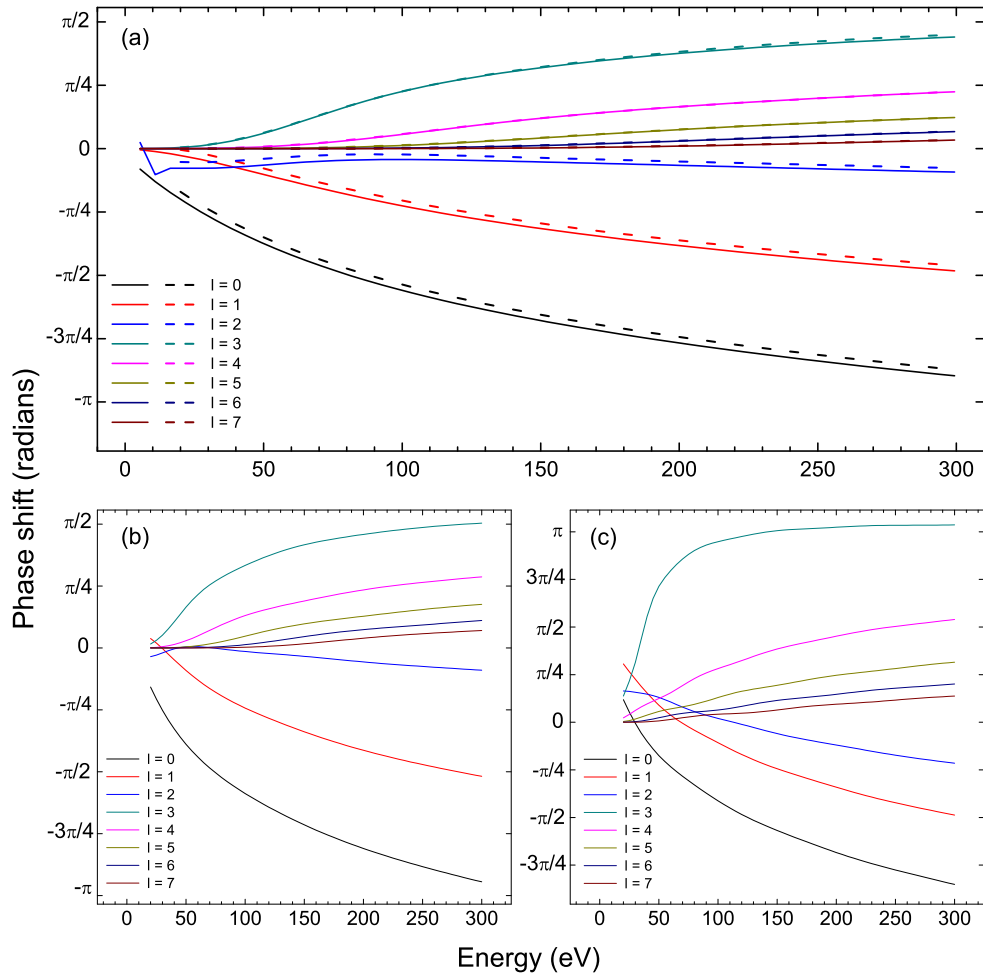 (a)
π/2
π/4
0
-π/4
-π/2
-3π/4
-π
l = 0
l = 1
l = 2
l = 3
l = 4
l = 5
l = 6
l = 7
0 50 100 150 200 250 300
Phase shift (radians)
(b)
π/2
π/4
0
-π/4
-π/2
-3π/4
-π
l = 0
l = 1
l = 2
l = 3
l = 4
l = 5
l = 6
l = 7
0 50 100 150 200 250 300
(c)
π
3π/4
π/2
π/4
0
-π/4
-π/2
-3π/4
l = 0
l = 1
l = 2
l = 3
l = 4
l = 5
l = 6
l = 7
0 50 100 150 200 250 300
Energy (eV)